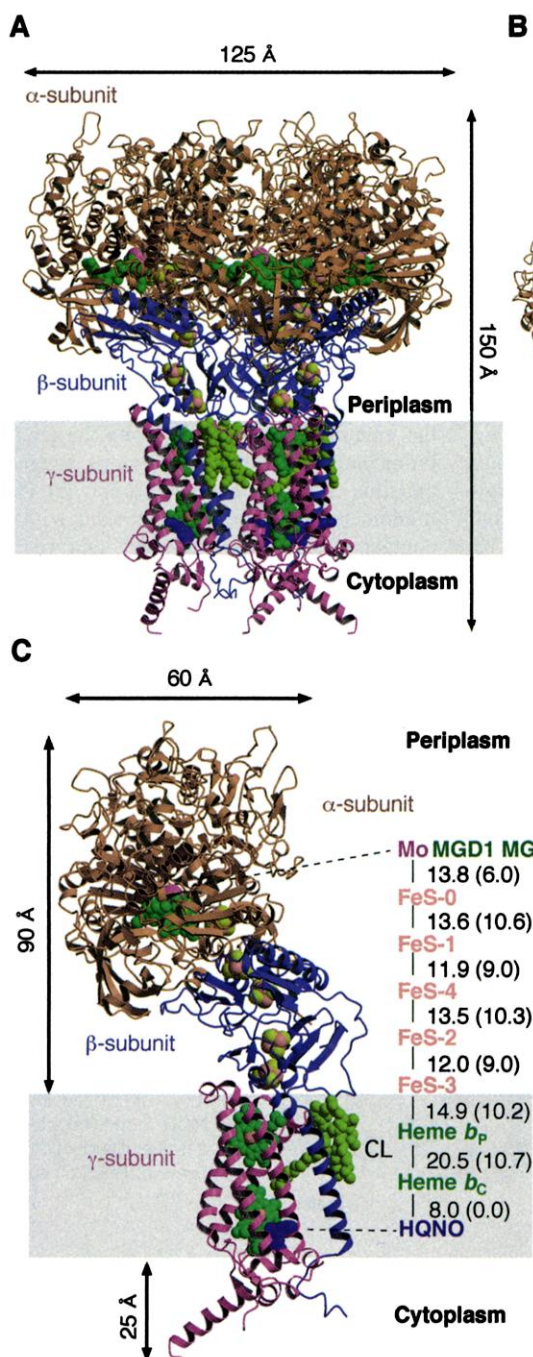 A
B
125 Å
α-subunit
150 Å
β-subunit
Periplasm
γ-subunit
Cytoplasm
C
60 Å
Periplasm
α-subunit
90 Å
Mo MGD1 MG
13.8 (6.0)
FeS-0
13.6 (10.6)
FeS-1
11.9 (9.0)
FeS-4
13.5 (10.3)
FeS-2
12.0 (9.0)
FeS-3
β-subunit
14.9 (10.2)
Heme bP
20.5 (10.7)
Heme bC
8.0 (0.0)
HQNO
γ-subunit
CL
25 Å
Cytoplasm